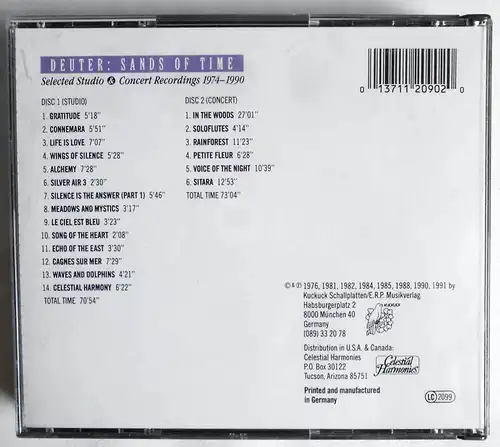 DEUTER: SANDS OF TIME
Selected Studio & Concert Recordings 1974–1990
DISC 1 (STUDIO)
1. GRATITUDE 5'18"
2. CONNEMARA 5'51"
3. LIFE IS LOVE 7'07"
4. WINGS OF SILENCE 5'28"
5. ALCHEMY 7'28"
6. SILVER AIR 3 2'30"
7. SILENCE IS THE ANSWER (PART 1) 5'46"
8. MEADOWS AND MYSTICS 3'17"
9. LE CIEL EST BLEU 3'23"
10. SONG OF THE HEART 2'08"
11. ECHO OF THE EAST 3'30"
12. CAGNES SUR MER 7'29"
13. WAVES AND DOLPHINS 4'21"
14. CELESTIAL HARMONY 6'22"
TOTAL TIME 70'54"
DISC 2 (CONCERT)
1. IN THE WOODS 27'01"
2. SOLOFLUTES 4'14"
3. RAINFOREST 11'23"
4. PETITE FLEUR 6'28"
5. VOICE OF THE NIGHT 10'39"
6. SITARA 12'53"
TOTAL TIME 73'04"
0 13711 20902 0
© & ℗ 1976, 1981, 1982, 1984, 1985, 1988, 1990, 1991 by
Kuckuck Schallplatten/E.R.P. Musikverlag
Habsburgerplatz 2
8000 München 40
Germany
(089) 33 20 78
Distribution in U.S.A. & Canada:
Celestial Harmonies
P.O. Box 30122
Tucson, Arizona 85751
Celestial
Harmonies
Printed and manufactured
in Germany
LC 2099